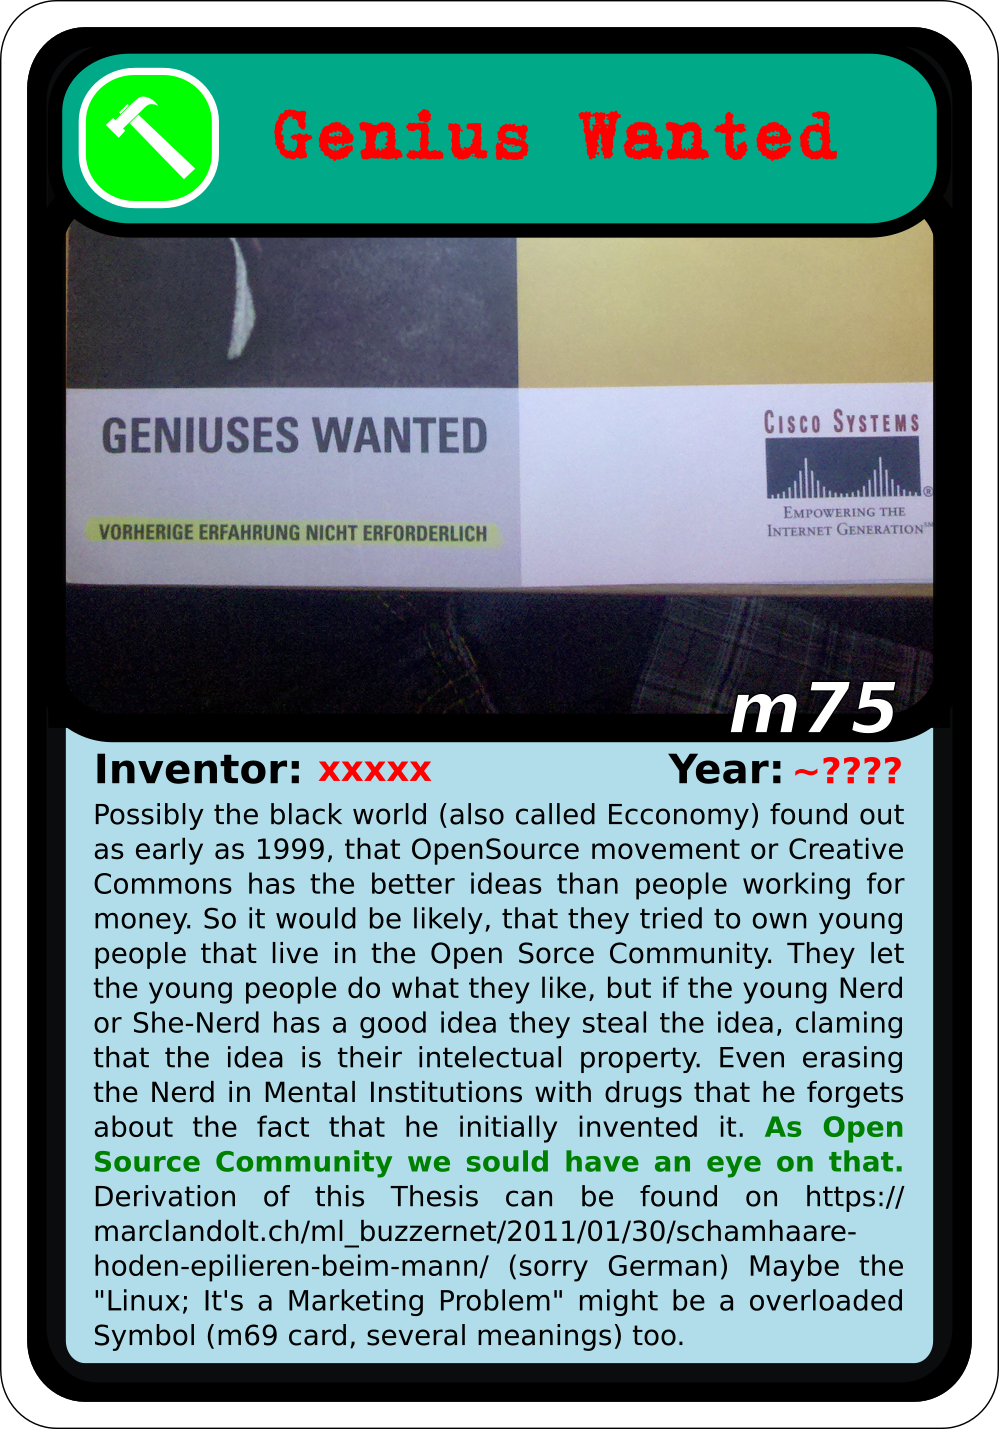 Genius Wanted
GENIUSES WANTED
VORHERIGE ERFAHRUNG NICHT ERFORDERLICH
CISCO SYSTEMS
®
EMPOWERING THE
INTERNET GENERATION℠
m75
Inventor: xxxxx
Year: ~????
Possibly the black world (also called Ecconomy) found out
as early as 1999, that OpenSource movement or Creative
Commons has the better ideas than people working for
money. So it would be likely, that they tried to own young
people that live in the Open Sorce Community. They let
the young people do what they like, but if the young Nerd
or She-Nerd has a good idea they steal the idea, claming
that the idea is their intelectual property. Even erasing
the Nerd in Mental Institutions with drugs that he forgets
about the fact that he initially invented it. As Open
Source Community we sould have an eye on that.
Derivation of this Thesis can be found on https://
marclandolt.ch/ml_buzzernet/2011/01/30/schamhaare-
hoden-epilieren-beim-mann/ (sorry German) Maybe the
"Linux; It's a Marketing Problem" might be a overloaded
Symbol (m69 card, several meanings) too.